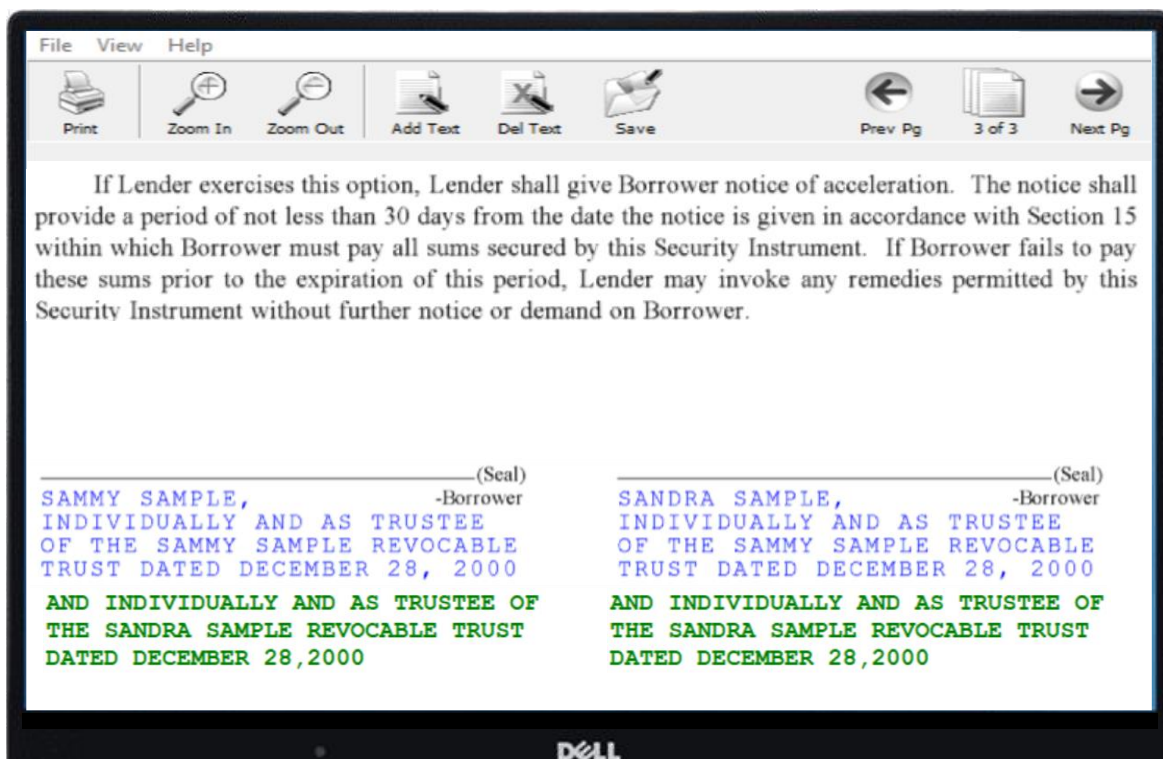 File View Help
Print Zoom In Zoom Out Add Text Del Text Save Prev Pg 3 of 3 Next Pg
If Lender exercises this option, Lender shall give Borrower notice of acceleration. The notice shall
provide a period of not less than 30 days from the date the notice is given in accordance with Section 15
within which Borrower must pay all sums secured by this Security Instrument. If Borrower fails to pay
these sums prior to the expiration of this period, Lender may invoke any remedies permitted by this
Security Instrument without further notice or demand on Borrower.
(Seal)
-Borrower
SAMMY SAMPLE,
INDIVIDUALLY AND AS TRUSTEE
OF THE SAMMY SAMPLE REVOCABLE
TRUST DATED DECEMBER 28, 2000
AND INDIVIDUALLY AND AS TRUSTEE OF
THE SANDRA SAMPLE REVOCABLE TRUST
DATED DECEMBER 28,2000
(Seal)
-Borrower
SANDRA SAMPLE,
INDIVIDUALLY AND AS TRUSTEE
OF THE SAMMY SAMPLE REVOCABLE
TRUST DATED DECEMBER 28, 2000
AND INDIVIDUALLY AND AS TRUSTEE OF
THE SANDRA SAMPLE REVOCABLE TRUST
DATED DECEMBER 28,2000
DELL